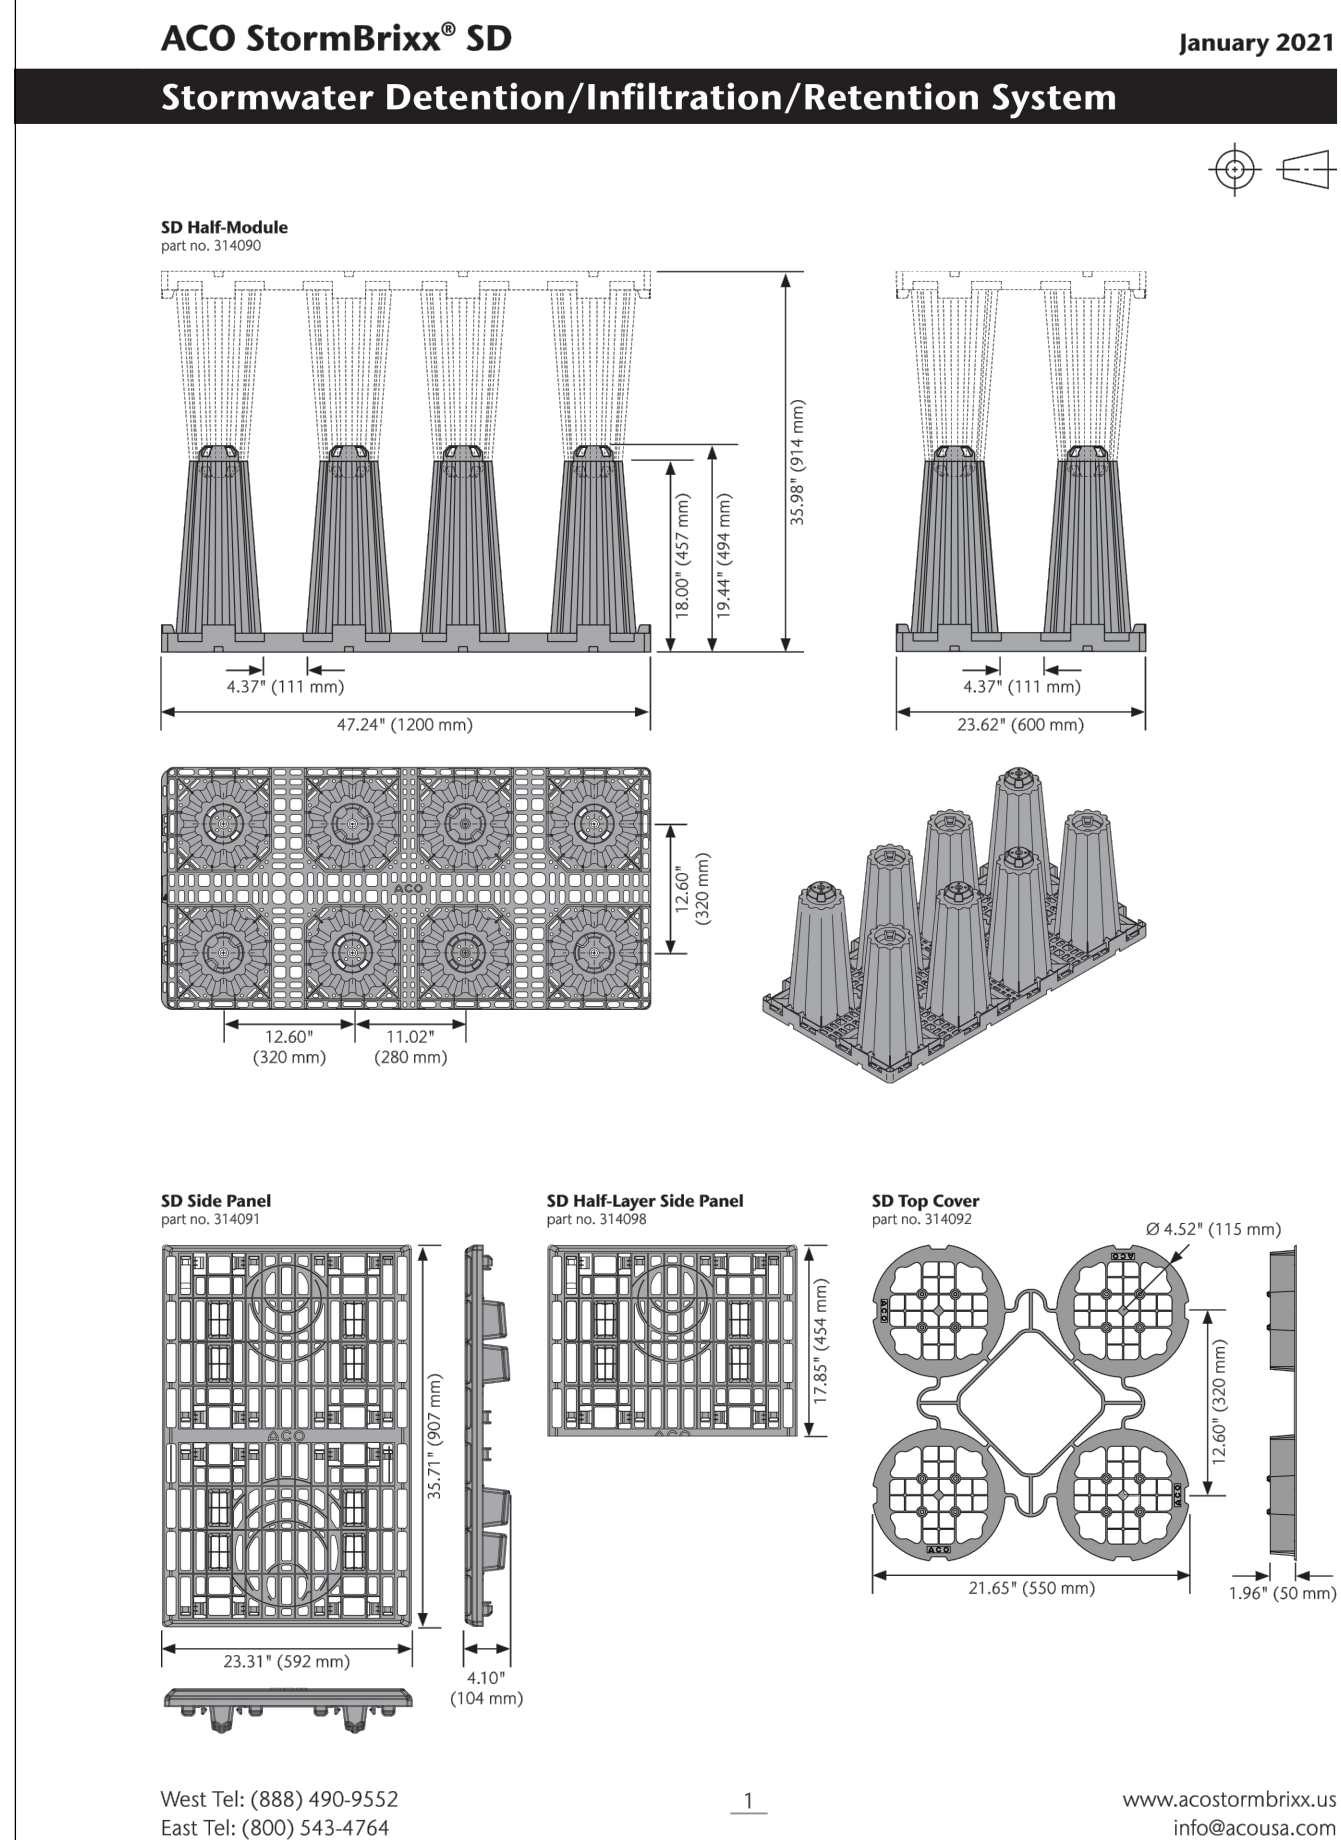 ACO StormBrixx® SD
January 2021
Stormwater Detention/Infiltration/Retention System
SD Half-Module
part no. 314090
35.98" (914 mm)
18.00" (457 mm)
19.44" (494 mm)
4.37" (111 mm)
47.24" (1200 mm)
4.37" (111 mm)
23.62" (600 mm)
ACO
12.60"
(320 mm)
12.60"
(320 mm)
11.02"
(280 mm)
SD Side Panel
part no. 314091
ACO
35.71" (907 mm)
23.31" (592 mm)
4.10"
(104 mm)
SD Half-Layer Side Panel
part no. 314098
ACO
17.85" (454 mm)
SD Top Cover
part no. 314092
Ø 4.52" (115 mm)
ACO
ACO
ACO
ACO
12.60" (320 mm)
21.65" (550 mm)
1.96" (50 mm)
West Tel: (888) 490-9552
East Tel: (800) 543-4764
1
www.acostormbrixx.us
info@acousa.com